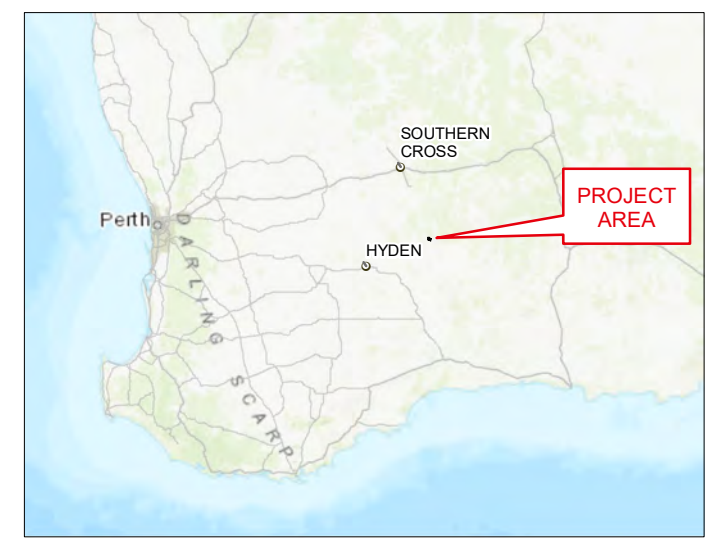 SOUTHERN
CROSS
PROJECT
AREA
Perth
HYDEN
DARLING SCARP